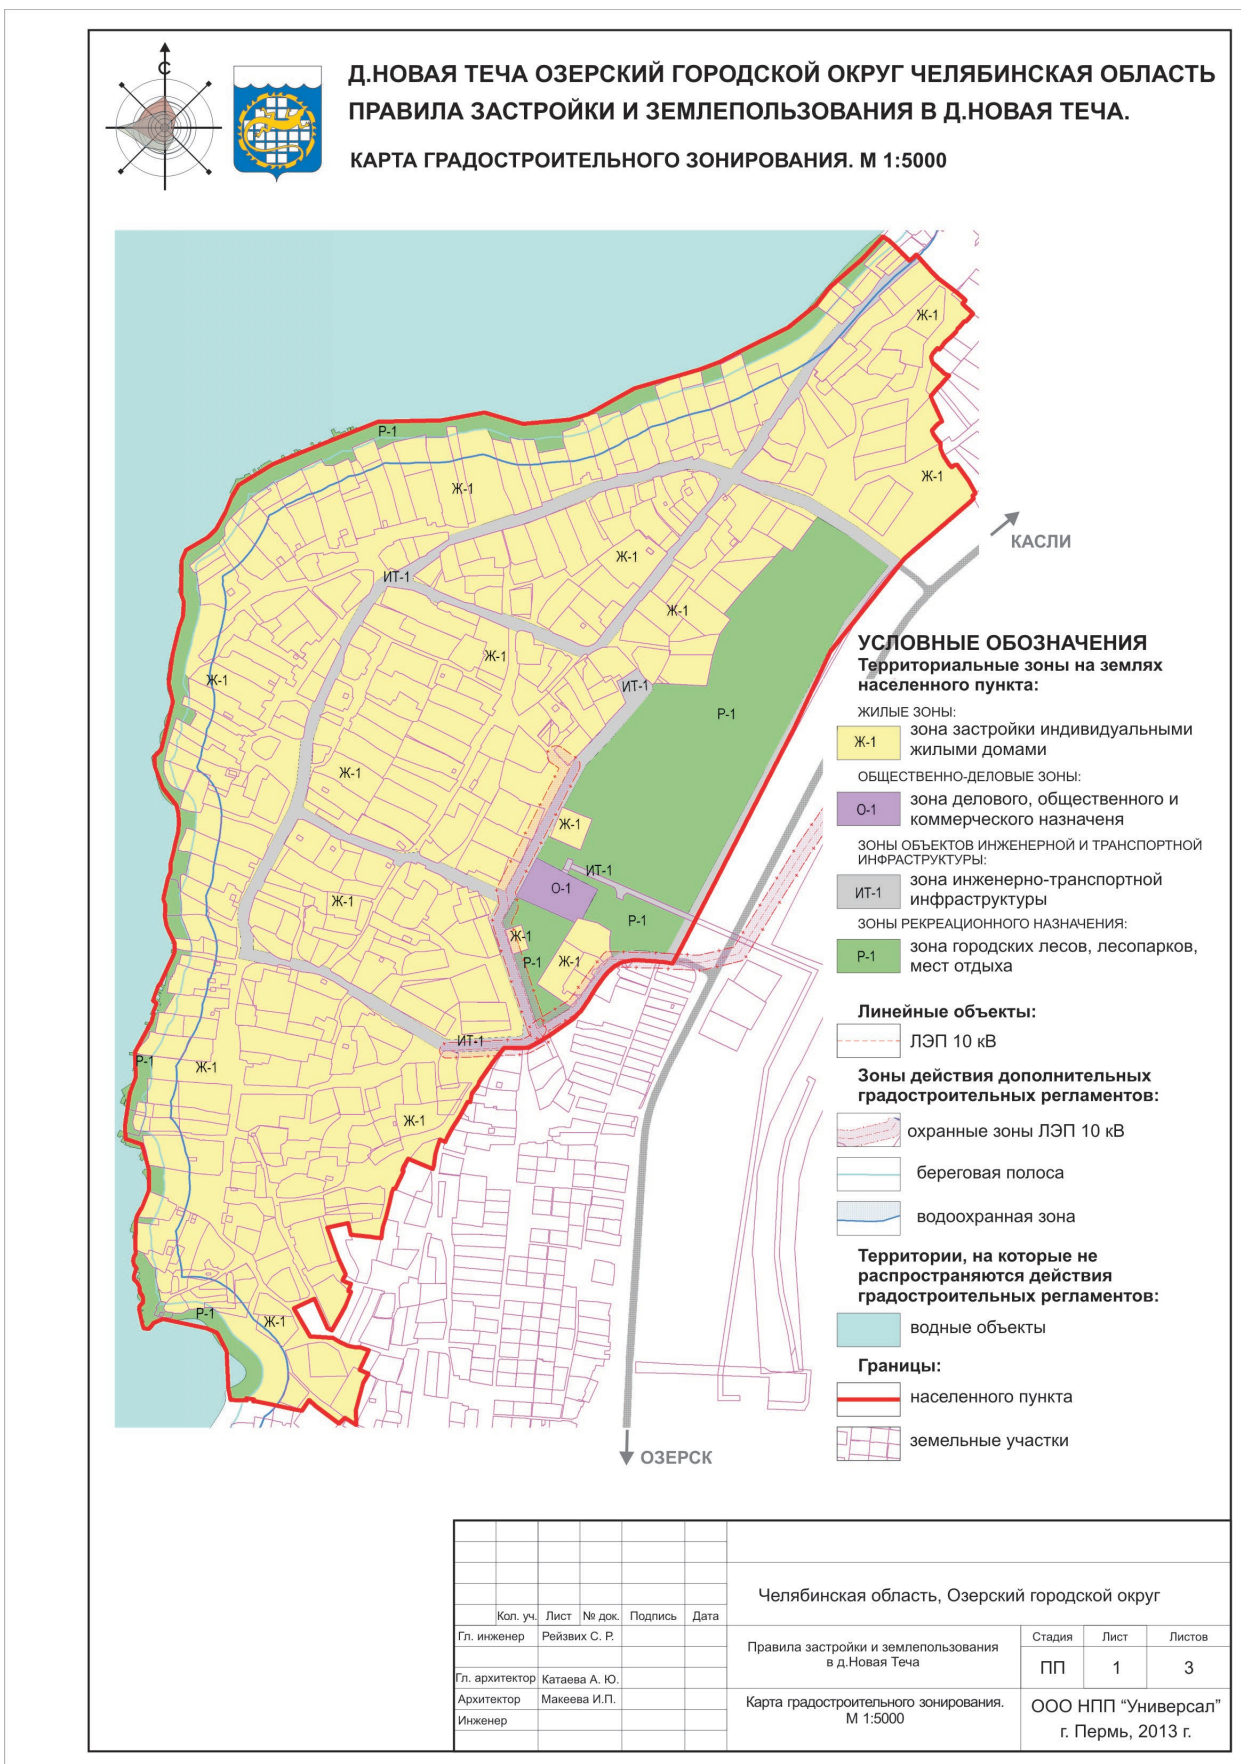 С
Д.НОВАЯ ТЕЧА ОЗЕРСКИЙ ГОРОДСКОЙ ОКРУГ ЧЕЛЯБИНСКАЯ ОБЛАСТЬ
ПРАВИЛА ЗАСТРОЙКИ И ЗЕМЛЕПОЛЬЗОВАНИЯ В Д.НОВАЯ ТЕЧА.
КАРТА ГРАДОСТРОИТЕЛЬНОГО ЗОНИРОВАНИЯ. М 1:5000
Ж-1
Р-1
Ж-1
Ж-1
КАСЛИ
Ж-1
ИТ-1
Ж-1
Ж-1
Ж-1
ИТ-1
Р-1
Ж-1
Ж-1
ИТ-1
О-1
Ж-1
Р-1
Ж-1
Р-1
Ж-1
ИТ-1
Р-1
Ж-1
Ж-1
Р-1
Ж-1
ОЗЕРСК
УСЛОВНЫЕ ОБОЗНАЧЕНИЯ
Территориальные зоны на землях
населенного пункта:
ЖИЛЫЕ ЗОНЫ:
Ж-1
зона застройки индивидуальными
жилыми домами
ОБЩЕСТВЕННО-ДЕЛОВЫЕ ЗОНЫ:
О-1
зона делового, общественного и
коммерческого назначеня
ЗОНЫ ОБЪЕКТОВ ИНЖЕНЕРНОЙ И ТРАНСПОРТНОЙ
ИНФРАСТРУКТУРЫ:
ИТ-1
зона инженерно-транспортной
инфраструктуры
ЗОНЫ РЕКРЕАЦИОННОГО НАЗНАЧЕНИЯ:
Р-1
зона городских лесов, лесопарков,
мест отдыха
Линейные объекты:
ЛЭП 10 кВ
Зоны действия дополнительных
градостроительных регламентов:
охранные зоны ЛЭП 10 кВ
береговая полоса
водоохранная зона
Территории, на которые не
распространяются действия
градостроительных регламентов:
водные объекты
Границы:
населенного пункта
земельные участки
Челябинская область, Озерский городской округ
Кол. уч. Лист № док. Подпись Дата
Гл. инженер Рейзвих С. Р.
Гл. архитектор Катаева А. Ю.
Архитектор Макеева И.П.
Инженер
Правила застройки и землепользования
в д.Новая Теча
Стадия Лист Листов
ПП 1 3
Карта градостроительного зонирования.
М 1:5000
ООО НПП “Универсал”
г. Пермь, 2013 г.